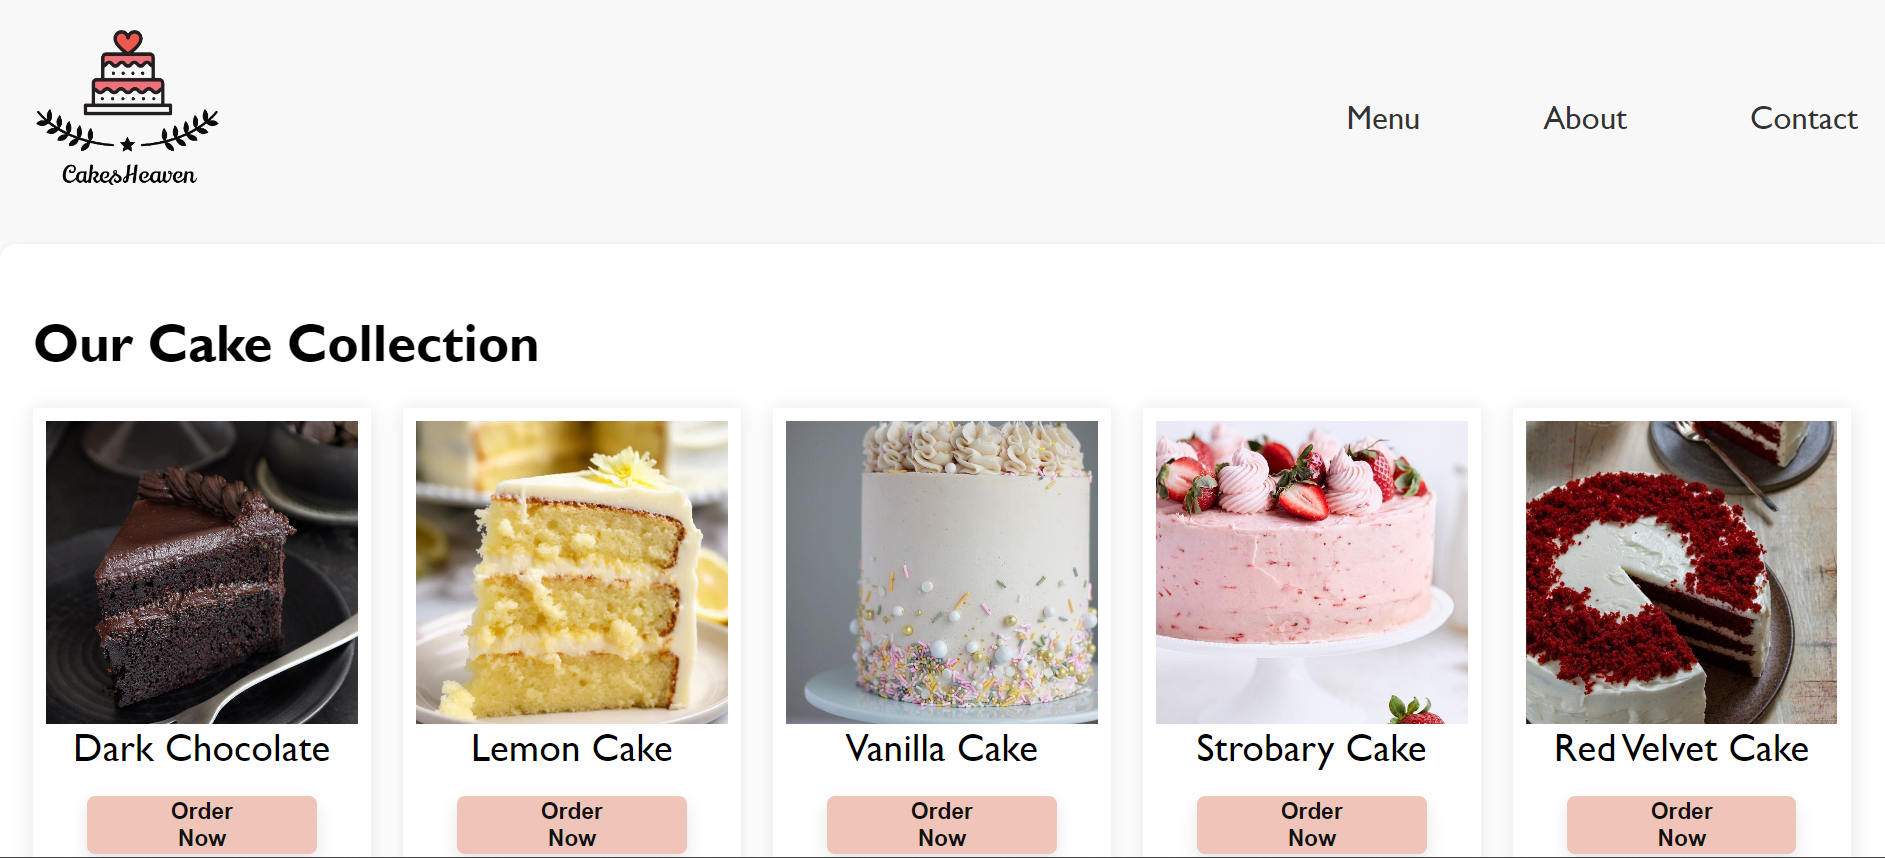 CakesHeaven
Menu About Contact
Our Cake Collection
Dark Chocolate
Order
Now
Lemon Cake
Order
Now
Vanilla Cake
Order
Now
Strobary Cake
Order
Now
Red Velvet Cake
Order
Now